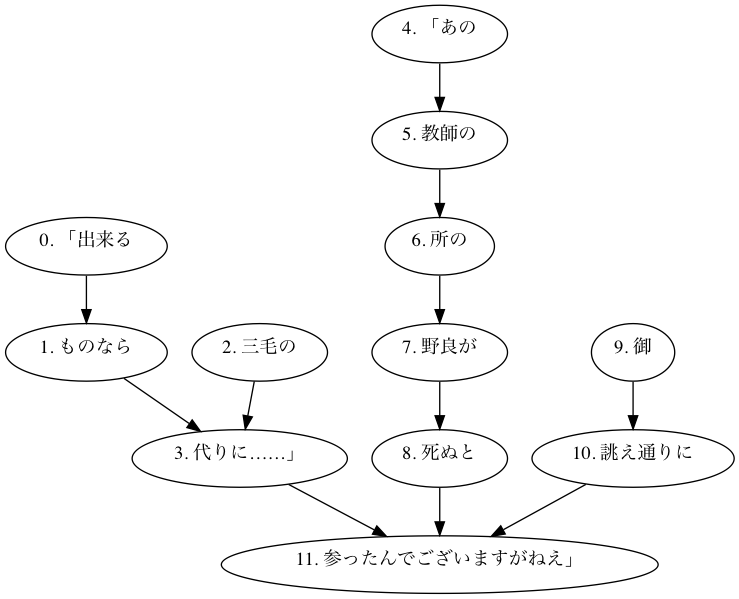 4. 「あの
5. 教師の
0. 「出来る
6. 所の
1. ものなら
2. 三毛の
7. 野良が
9. 御
3. 代りに……」
8. 死ぬと
10. 誂え通りに
11. 参ったんでございますがねえ」